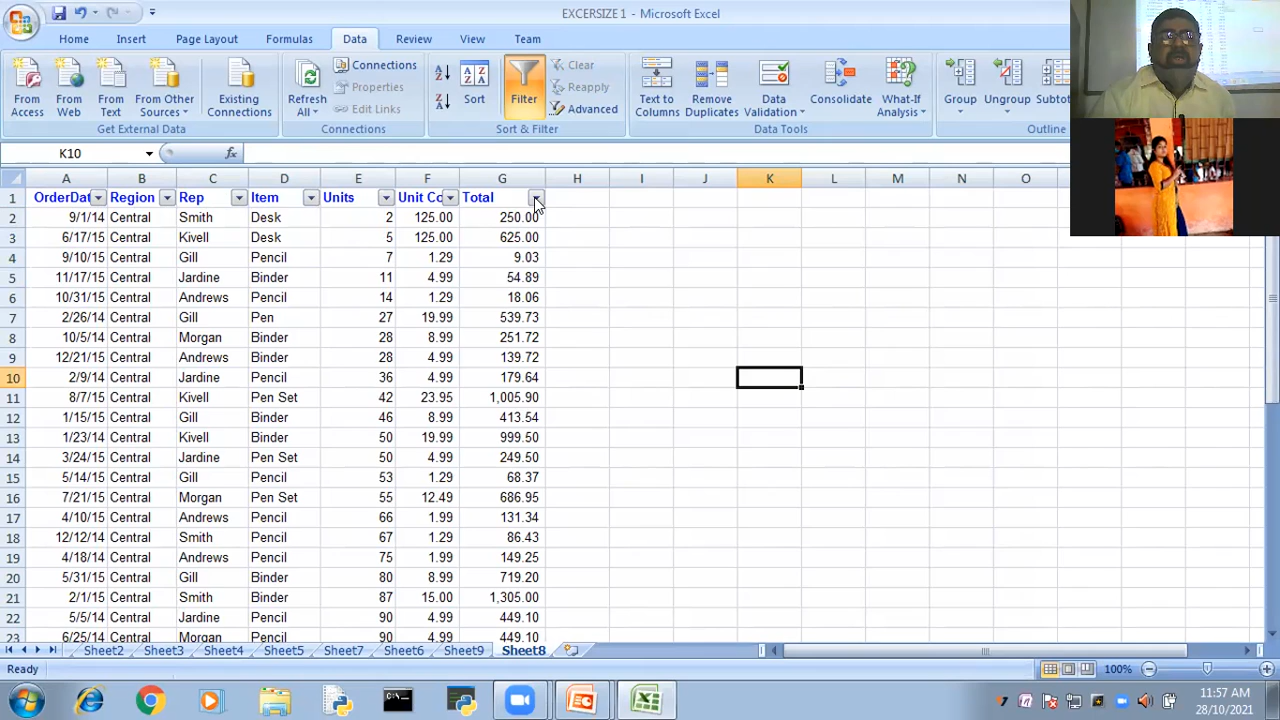 EXCERSIZE 1 - Microsoft Excel
Home Insert Page Layout Formulas Data Review View Team
From Access From Web From Text From Other Sources Existing Connections Refresh All Connections Properties Edit Links Sort Filter Clear Reapply Advanced Text to Columns Remove Duplicates Data Validation Consolidate What-If Analysis Group Ungroup Subtot
Get External Data Connections Sort & Filter Data Tools Outline
K10 fx
A B C D E F G H I J K L M N O
1 OrderDat Region Rep Item Units Unit Co Total
2 9/1/14 Central Smith Desk 2 125.00 250.00
3 6/17/15 Central Kivell Desk 5 125.00 625.00
4 9/10/15 Central Gill Pencil 7 1.29 9.03
5 11/17/15 Central Jardine Binder 11 4.99 54.89
6 10/31/15 Central Andrews Pencil 14 1.29 18.06
7 2/26/14 Central Gill Pen 27 19.99 539.73
8 10/5/14 Central Morgan Binder 28 8.99 251.72
9 12/21/15 Central Andrews Binder 28 4.99 139.72
10 2/9/14 Central Jardine Pencil 36 4.99 179.64
11 8/7/15 Central Kivell Pen Set 42 23.95 1,005.90
12 1/15/15 Central Gill Binder 46 8.99 413.54
13 1/23/14 Central Kivell Binder 50 19.99 999.50
14 3/24/15 Central Jardine Pen Set 50 4.99 249.50
15 5/14/15 Central Gill Pencil 53 1.29 68.37
16 7/21/15 Central Morgan Pen Set 55 12.49 686.95
17 4/10/15 Central Andrews Pencil 66 1.99 131.34
18 12/12/14 Central Smith Pencil 67 1.29 86.43
19 4/18/14 Central Andrews Pencil 75 1.99 149.25
20 5/31/15 Central Gill Binder 80 8.99 719.20
21 2/1/15 Central Smith Binder 87 15.00 1,305.00
22 5/5/14 Central Jardine Pencil 90 4.99 449.10
23 6/25/14 Central Morgan Pencil 90 4.99 449.10
Sheet2 Sheet3 Sheet4 Sheet5 Sheet7 Sheet6 Sheet9 Sheet8
Ready 100%
11:57 AM
28/10/2021